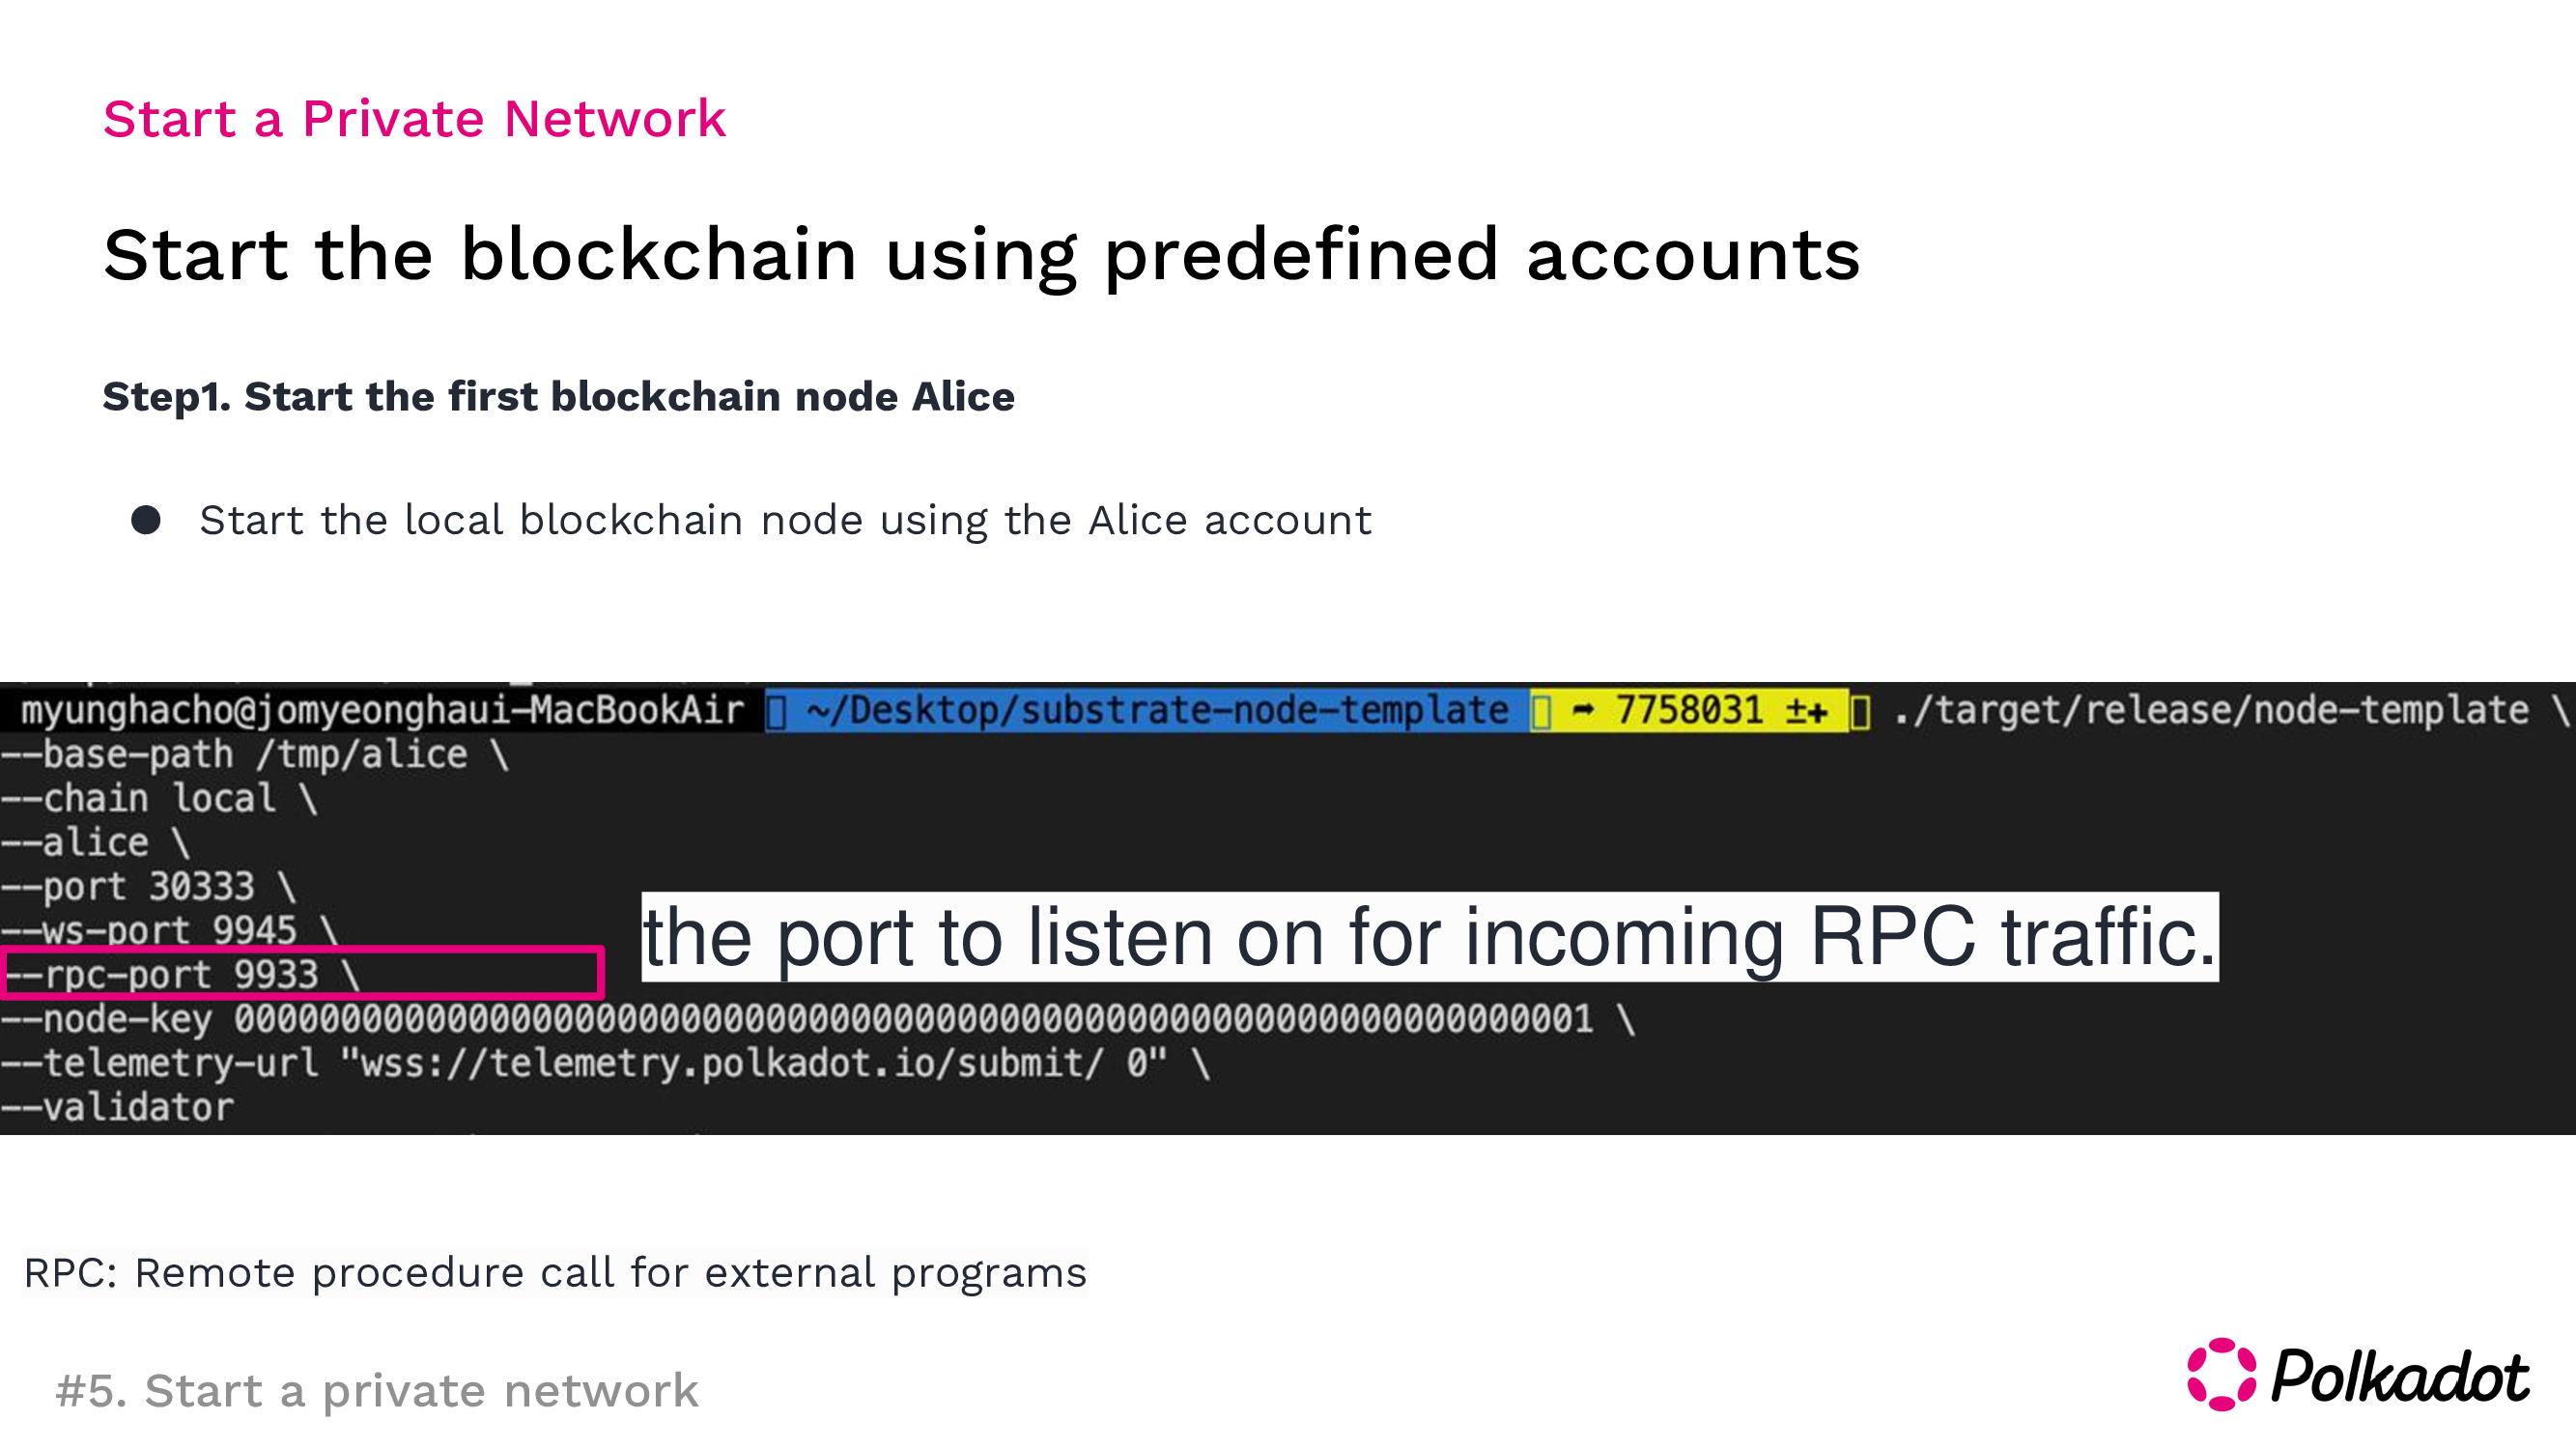 Start a Private Network
Start the blockchain using predefined accounts
Step1. Start the first blockchain node Alice
● Start the local blockchain node using the Alice account
myunghacho@jomyeonghaui-MacBookAir ~/Desktop/substrate-node-template ➦ 7758031 ±✚ ./target/release/node-template \
--base-path /tmp/alice \
--chain local \
--alice \
--port 30333 \
--ws-port 9945 \
--rpc-port 9933 \
the port to listen on for incoming RPC traffic.
--node-key 0000000000000000000000000000000000000000000000000000000000000001 \
--telemetry-url "wss://telemetry.polkadot.io/submit/ 0" \
--validator
RPC: Remote procedure call for external programs
#5. Start a private network
Polkadot